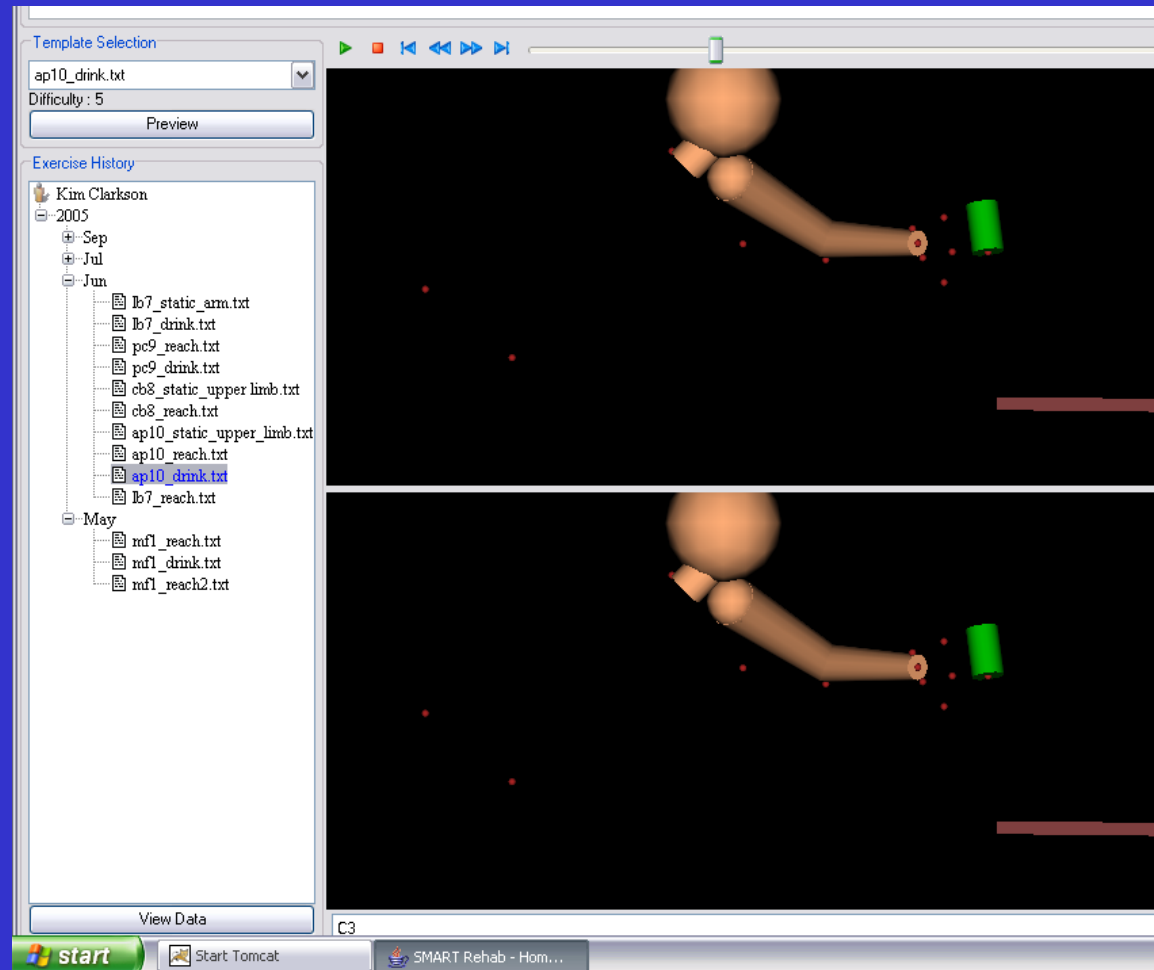 Template Selection
ap10_drink.txt
Difficulty : 5
Preview
Exercise History
Kim Clarkson
2005
Sep
Jul
Jun
lb7_static_arm.txt
lb7_drink.txt
pc9_reach.txt
pc9_drink.txt
cb8_static_upper limb.txt
cb8_reach.txt
ap10_static_upper_limb.txt
ap10_reach.txt
ap10_drink.txt
lb7_reach.txt
May
mf1_reach.txt
mf1_drink.txt
mf1_reach2.txt
View Data
C3
start
Start Tomcat
SMART Rehab - Hom...